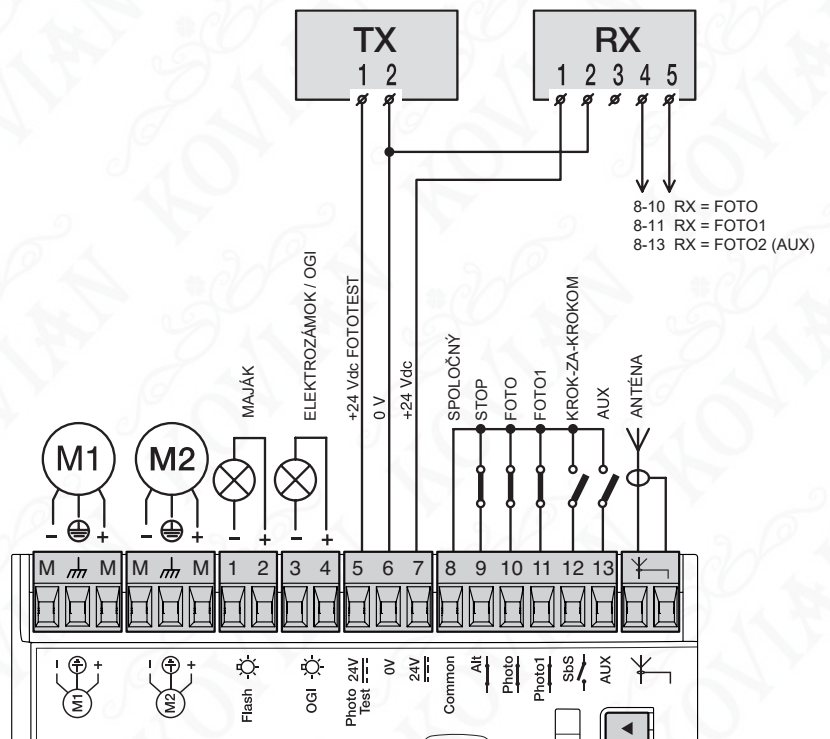 TX
1 2
RX
1 2 3 4 5
8-10 RX = FOTO
8-11 RX = FOTO1
8-13 RX = FOTO2 (AUX)
MAJÁK
ELEKTROZÁMOK / OGI
+24 Vdc FOTOTEST
0 V
+24 Vdc
SPOLOČNÝ
STOP
FOTO
FOTO1
KROK-ZA-KROKOM
AUX
ANTÉNA
M1
M2
- +
- +
- +
- +
M M M M 1 2 3 4 5 6 7 8 9 10 11 12 13
- +
M1
- +
M2
Flash
OGI
Photo 24V
Test
0V
24V
Common
Alt
Photo
Photo1
SbS
AUX
KOVIAN